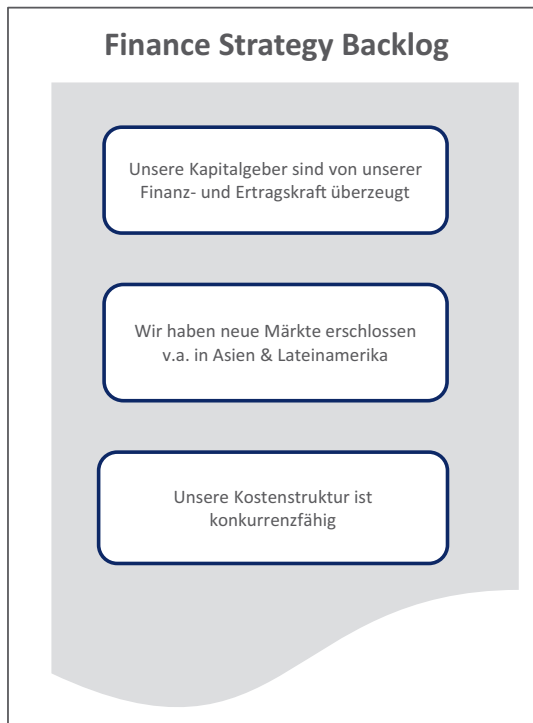 Finance Strategy Backlog
Unsere Kapitalgeber sind von unserer
Finanz- und Ertragskraft überzeugt
Wir haben neue Märkte erschlossen
v.a. in Asien & Lateinamerika
Unsere Kostenstruktur ist
konkurrenzfähig